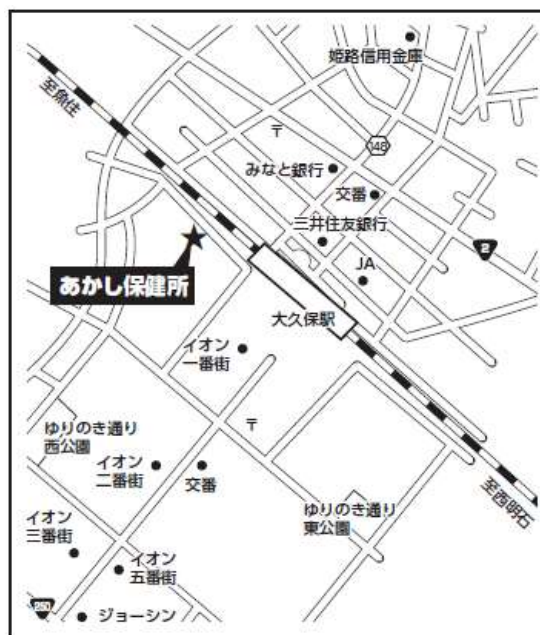 姫路信用金庫
至魚住
〒
148
みなと銀行
交番
三井住友銀行
2
JA
あかし保健所
大久保駅
イオン
一番街
〒
ゆりのき通り
西公園
イオン
二番街
交番
至西明石
ゆりのき通り
東公園
イオン
三番街
イオン
五番街
250
ジョーシン